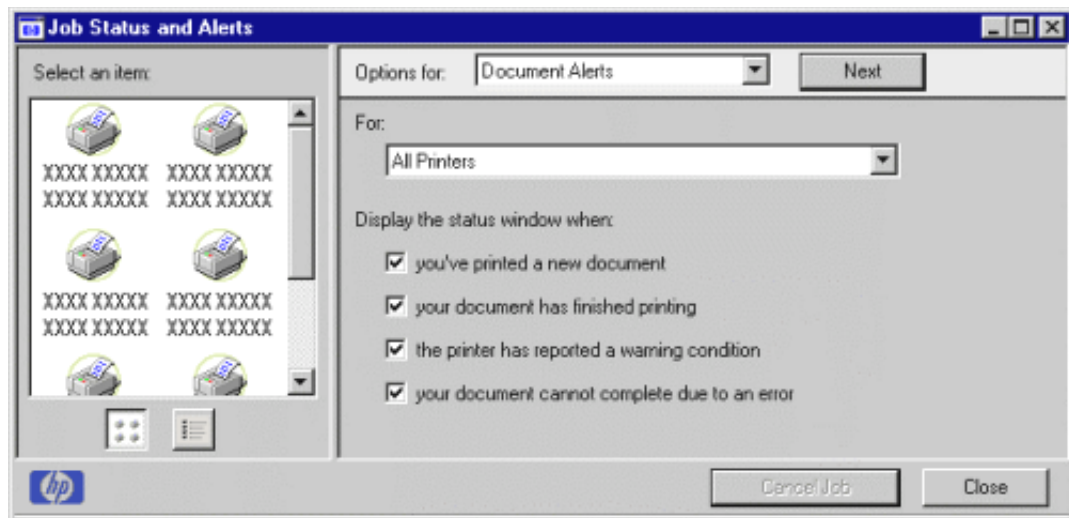 Job Status and Alerts
Select an item:
XXXX XXXXX XXXX XXXXX
XXXX XXXXX XXXX XXXXX
XXXX XXXXX XXXX XXXXX
XXXX XXXXX XXXX XXXXX
Options for: Document Alerts Next
For:
All Printers
Display the status window when:
you've printed a new document
your document has finished printing
the printer has reported a warning condition
your document cannot complete due to an error
hp Cancel Job Close